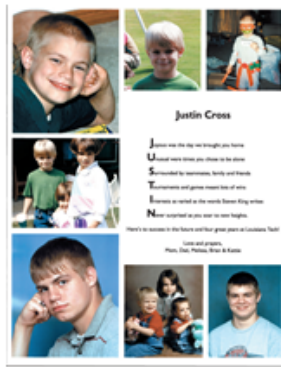 Justin Cross
Joyous was the day we brought you home
Unusual were times you chose to be alone
Surrounded by teammates, family and friends
Tournaments and games meant lots of wins
Interests as varied as the words Steven King writes
Never surprised as you soar to new heights.
Here's to success in the future and four great years at Louisiana Tech!
Love and prayers,
Mom, Dad, Melissa, Brian & Kaitlin